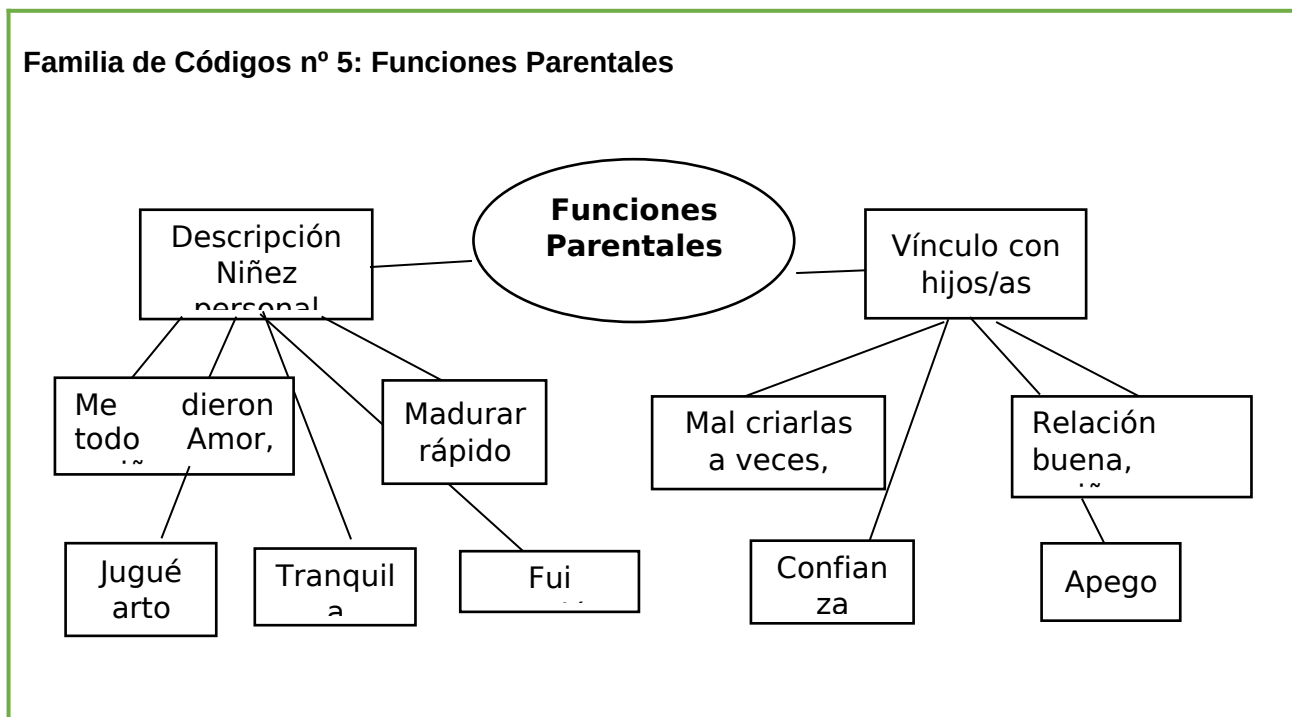 Familia de Códigos nº 5: Funciones Parentales
Funciones
Parentales
Descripción
Niñez
personal
Vínculo con
hijos/as
Me dieron
todo Amor,
Madurar
rápido
Mal criarlas
a veces,
Relación
buena,
Jugué
arto
Tranquil
a
Fui
Confian
za
Apego